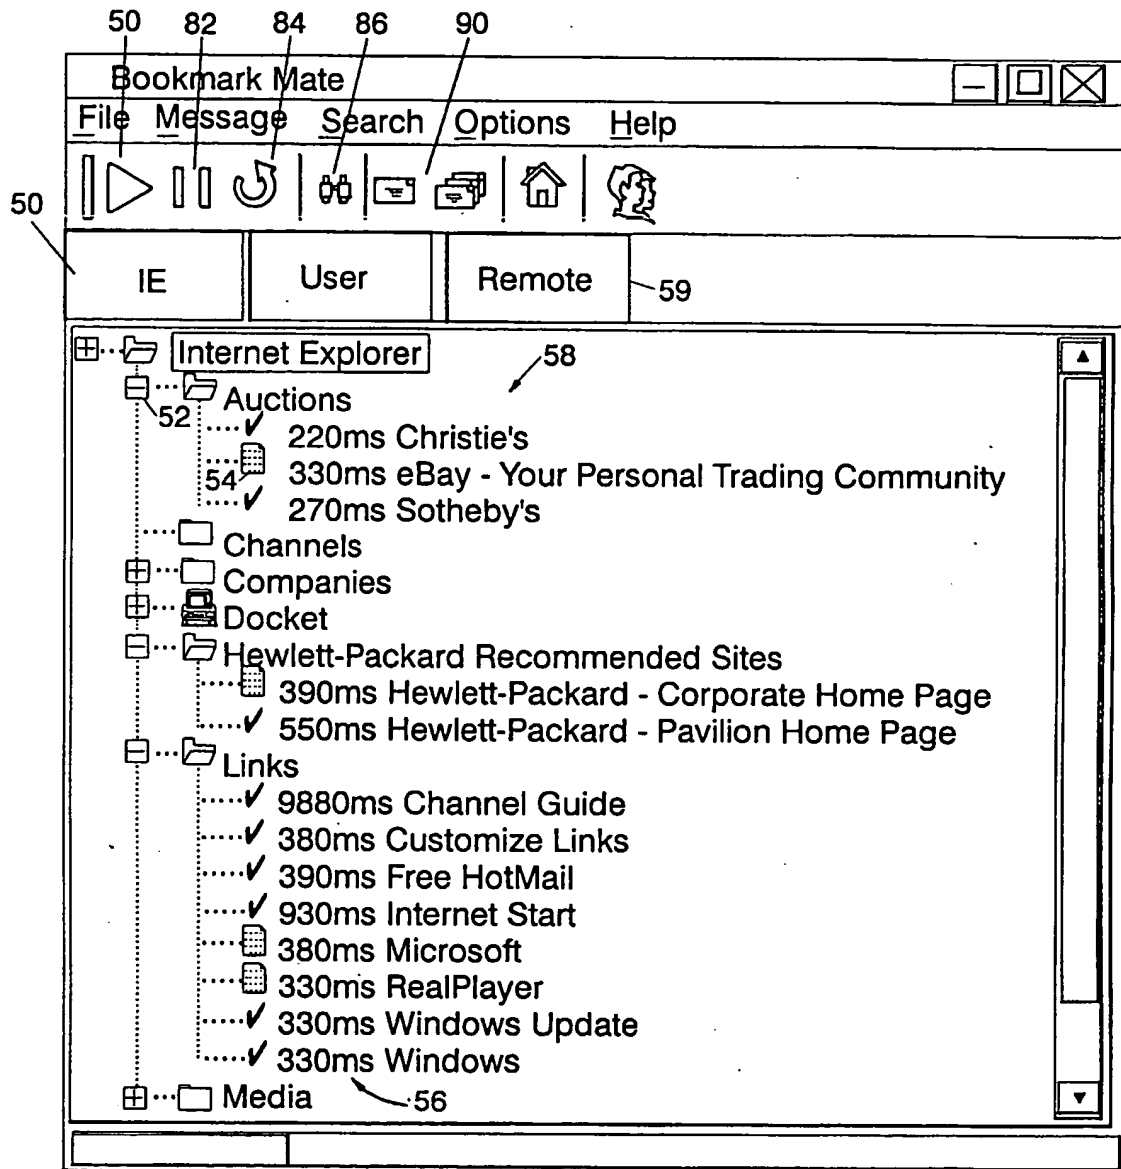 50 82 84 86 90
Bookmark Mate
File Message Search Options Help
50
IE User Remote 59
Internet Explorer 58
52 Auctions
220ms Christie's
54 330ms eBay - Your Personal Trading Community
270ms Sotheby's
Channels
Companies
Docket
Hewlett-Packard Recommended Sites
390ms Hewlett-Packard - Corporate Home Page
550ms Hewlett-Packard - Pavilion Home Page
Links
9880ms Channel Guide
380ms Customize Links
390ms Free HotMail
930ms Internet Start
380ms Microsoft
330ms RealPlayer
330ms Windows Update
330ms Windows
Media 56